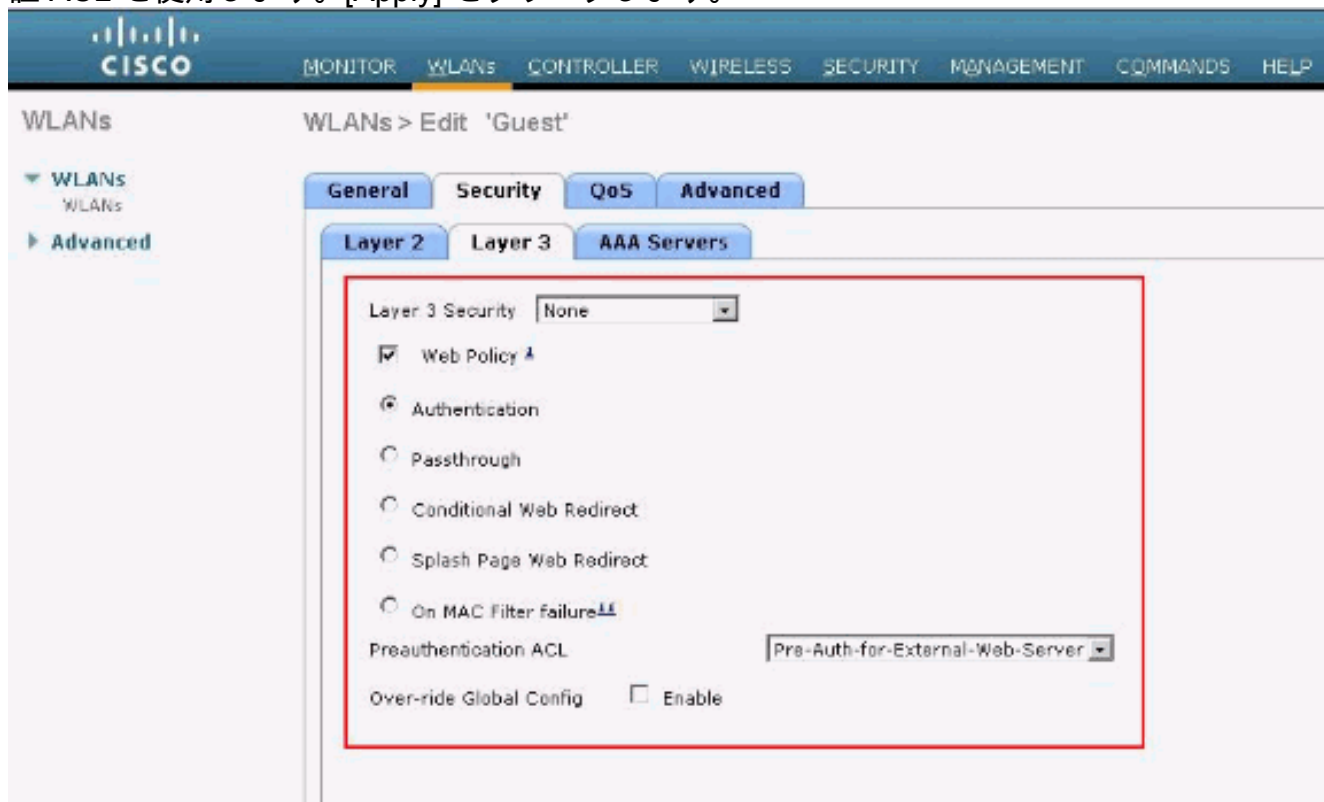 CISCO
MONITOR WLANs CONTROLLER WIRELESS SECURITY MANAGEMENT COMMANDS HELP
WLANs
WLANs > Edit 'Guest'
WLANs
WLANs
Advanced
General Security QoS Advanced
Layer 2 Layer 3 AAA Servers
Layer 3 Security None
Web Policy 1
Authentication
Passthrough
Conditional Web Redirect
Splash Page Web Redirect
On MAC Filter failure11
Preauthentication ACL Pre-Auth-for-External-Web-Server
Over-ride Global Config Enable